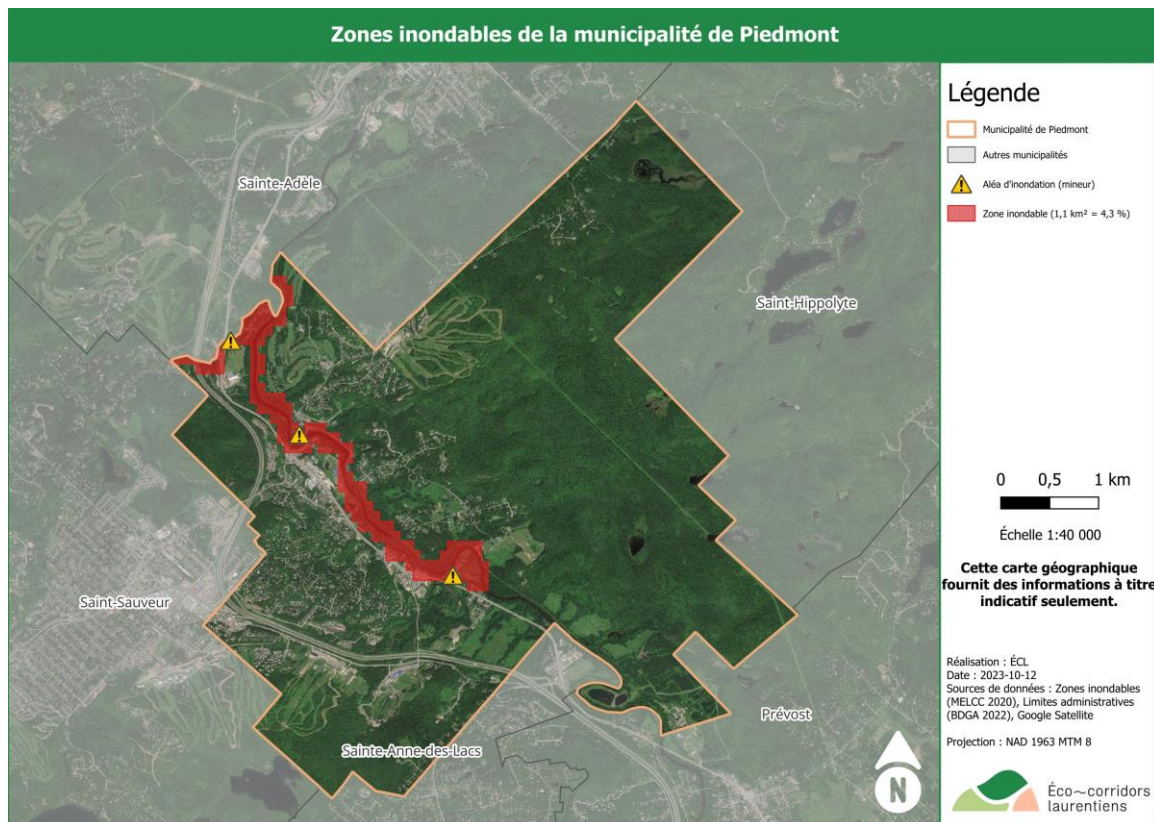 Zones inondables de la municipalité de Piedmont
Sainte-Adèle
Saint-Hippolyte
Saint-Sauveur
Sainte-Anne-des-Lacs
Prévost
Légende
Municipalité de Piedmont
Autres municipalités
Aléa d'inondation (mineur)
Zone inondable (1,1 km² = 4,3 %)
0 0,5 1 km
Échelle 1:40 000
Cette carte géographique
fournit des informations à titre
indicatif seulement.
Réalisation : ÉCL
Date : 2023-10-12
Sources de données : Zones inondables
(MELCC 2020), Limites administratives
(BDGA 2022), Google Satellite
Projection : NAD 1963 MTM 8
N
Éco~corridors
laurentiens